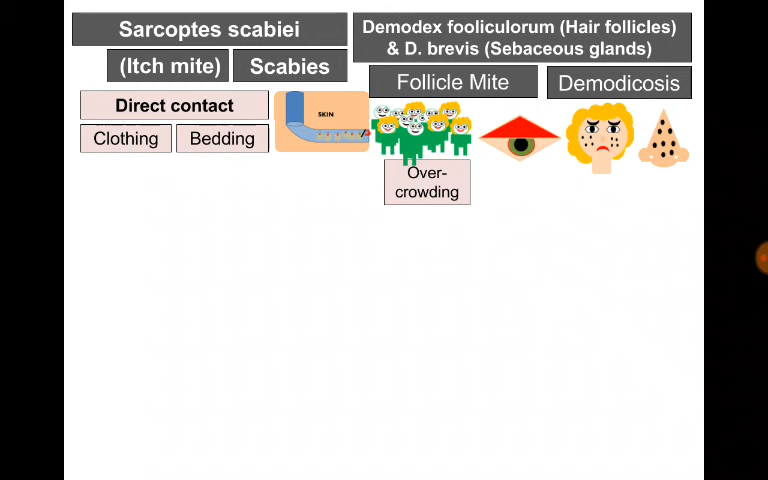 Sarcoptes scabiei
(Itch mite)
Scabies
Direct contact
Clothing
Bedding
SKIN
Demodex fooliculorum (Hair follicles)
& D. brevis (Sebaceous glands)
Follicle Mite
Demodicosis
Over-
crowding